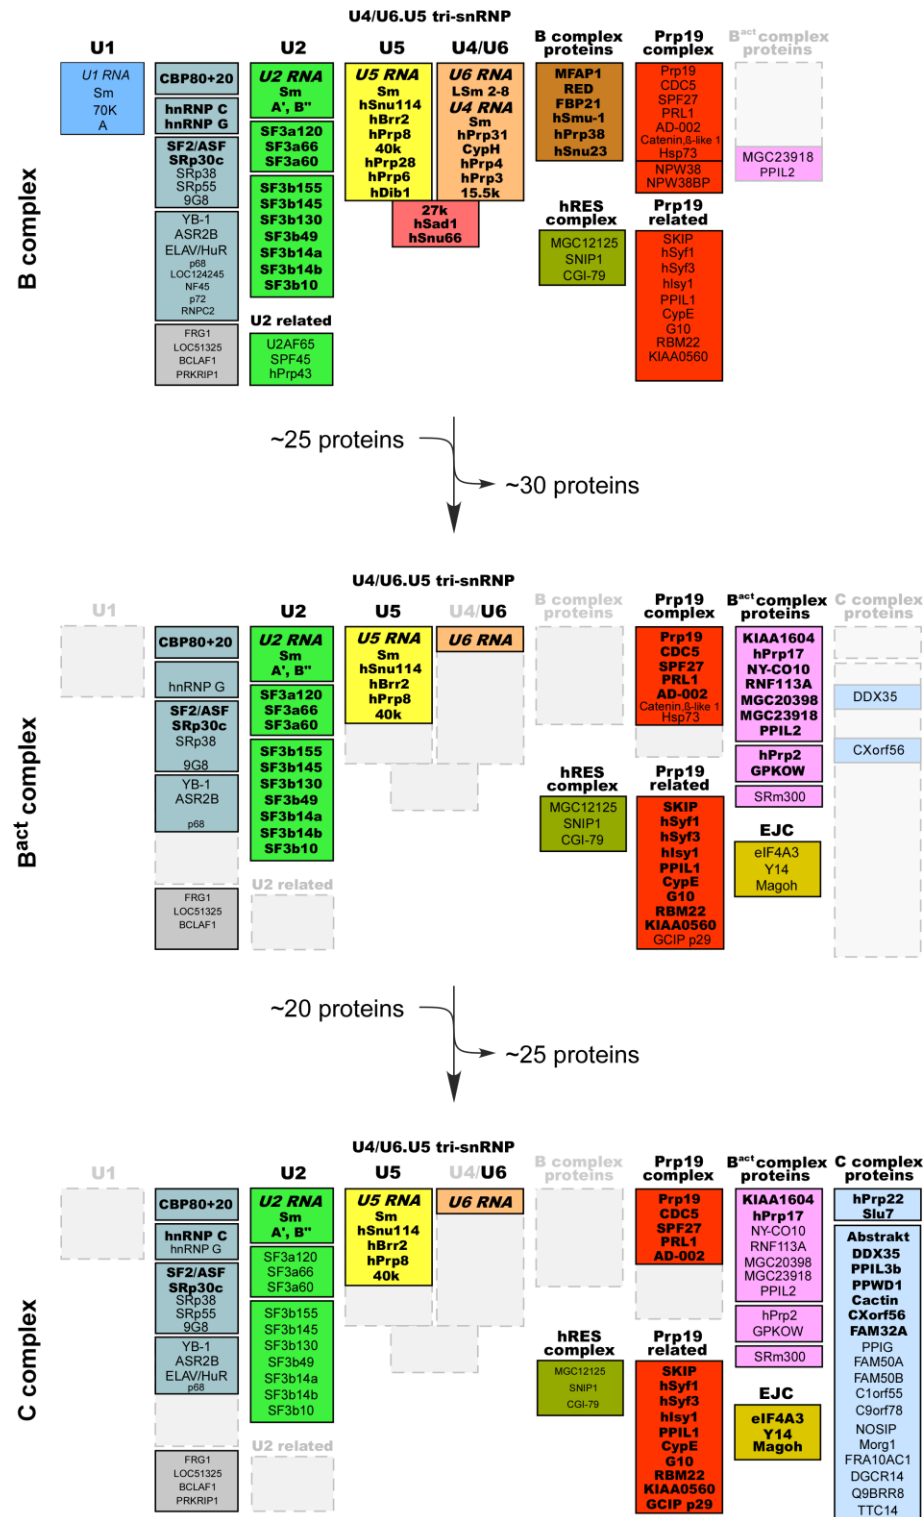 U4/U6.U5 tri-snRNP
U1
U2
U5
U4/U6
B complex
proteins
Prp19
complex
Bact complex
proteins
B complex
U1 RNA
Sm
70K
A
CBP80+20
hnRNP C
hnRNP G
SF2/ASF
SRp30c
SRp38
SRp55
9G8
YB-1
ASR2B
ELAV/HuR
p68
LOC124245
NF45
p72
RNPC2
FRG1
LOC51325
BCLAF1
PRKRIP1
U2 RNA
Sm
A', B"
SF3a120
SF3a66
SF3a60
SF3b155
SF3b145
SF3b130
SF3b49
SF3b14a
SF3b14b
SF3b10
U2 related
U2AF65
SPF45
hPrp43
U5 RNA
Sm
hSnu114
hBrr2
hPrp8
40k
hPrp28
hPrp6
hDib1
U6 RNA
LSm 2-8
U4 RNA
Sm
hPrp31
CypH
hPrp4
hPrp3
15.5k
27k
hSad1
hSnu66
MFAP1
RED
FBP21
hSmu-1
hPrp38
hSnu23
hRES
complex
MGC12125
SNIP1
CGI-79
Prp19
CDC5
SPF27
PRL1
AD-002
Catenin,ß-like 1
Hsp73
NPW38
NPW38BP
Prp19
related
SKIP
hSyf1
hSyf3
hIsy1
PPIL1
CypE
G10
RBM22
KIAA0560
MGC23918
PPIL2
~25 proteins
~30 proteins
U4/U6.U5 tri-snRNP
U1
U2
U5
U4/U6
B complex
proteins
Prp19
complex
Bact complex
proteins
C complex
proteins
Bact complex
CBP80+20
hnRNP G
SF2/ASF
SRp30c
SRp38
9G8
YB-1
ASR2B
p68
FRG1
LOC51325
BCLAF1
U2 RNA
Sm
A', B"
SF3a120
SF3a66
SF3a60
SF3b155
SF3b145
SF3b130
SF3b49
SF3b14a
SF3b14b
SF3b10
U2 related
U5 RNA
Sm
hSnu114
hBrr2
hPrp8
40k
U6 RNA
hRES
complex
MGC12125
SNIP1
CGI-79
Prp19
CDC5
SPF27
PRL1
AD-002
Catenin,ß-like 1
Hsp73
Prp19
related
SKIP
hSyf1
hSyf3
hIsy1
PPIL1
CypE
G10
RBM22
KIAA0560
GCIP p29
KIAA1604
hPrp17
NY-CO10
RNF113A
MGC20398
MGC23918
PPIL2
hPrp2
GPKOW
SRm300
EJC
eIF4A3
Y14
Magoh
DDX35
CXorf56
~20 proteins
~25 proteins
U4/U6.U5 tri-snRNP
U1
U2
U5
U4/U6
B complex
proteins
Prp19
complex
Bact complex
proteins
C complex
proteins
C complex
CBP80+20
hnRNP C
hnRNP G
SF2/ASF
SRp30c
SRp38
SRp55
9G8
YB-1
ASR2B
ELAV/HuR
p68
FRG1
LOC51325
BCLAF1
PRKRIP1
U2 RNA
Sm
A', B"
SF3a120
SF3a66
SF3a60
SF3b155
SF3b145
SF3b130
SF3b49
SF3b14a
SF3b14b
SF3b10
U2 related
U5 RNA
Sm
hSnu114
hBrr2
hPrp8
40k
U6 RNA
hRES
complex
MGC12125
SNIP1
CGI-79
Prp19
CDC5
SPF27
PRL1
AD-002
Prp19
related
SKIP
hSyf1
hSyf3
hIsy1
PPIL1
CypE
G10
RBM22
KIAA0560
GCIP p29
KIAA1604
hPrp17
NY-CO10
RNF113A
MGC20398
MGC23918
PPIL2
hPrp2
GPKOW
SRm300
EJC
eIF4A3
Y14
Magoh
hPrp22
Slu7
Abstrakt
DDX35
PPIL3b
PPWD1
Cactin
CXorf56
FAM32A
PPIG
FAM50A
FAM50B
C1orf55
C9orf78
NOSIP
Morg1
FRA10AC1
DGCR14
Q9BRR8
TTC14